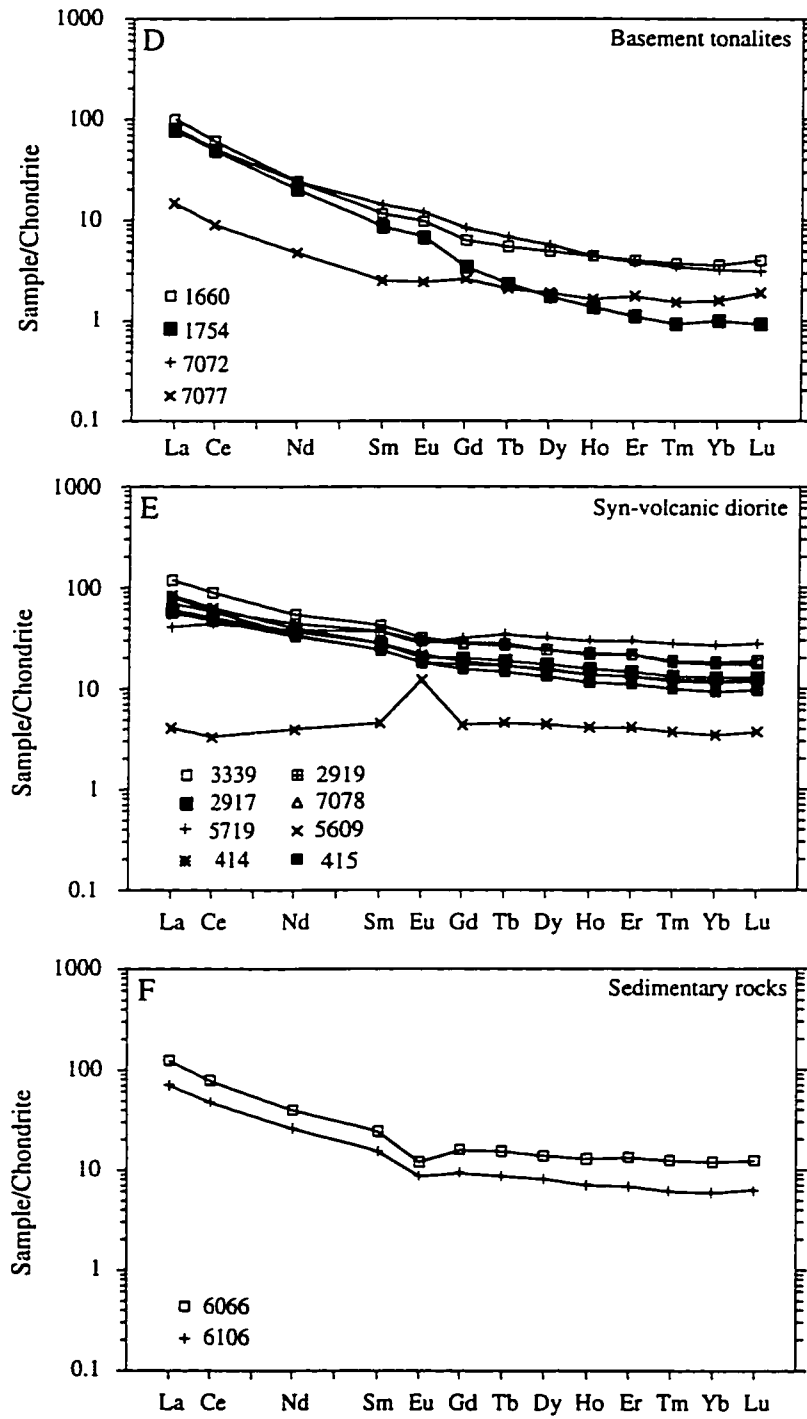 1000
D
Basement tonalites
100
10
1
0.1
Sample/Chondrite
1660
1754
7072
7077
La Ce Nd Sm Eu Gd Tb Dy Ho Er Tm Yb Lu
1000
E
Syn-volcanic diorite
100
10
1
0.1
Sample/Chondrite
3339 2919
2917 7078
5719 5609
414 415
La Ce Nd Sm Eu Gd Tb Dy Ho Er Tm Yb Lu
1000
F
Sedimentary rocks
100
10
1
0.1
Sample/Chondrite
6066
6106
La Ce Nd Sm Eu Gd Tb Dy Ho Er Tm Yb Lu